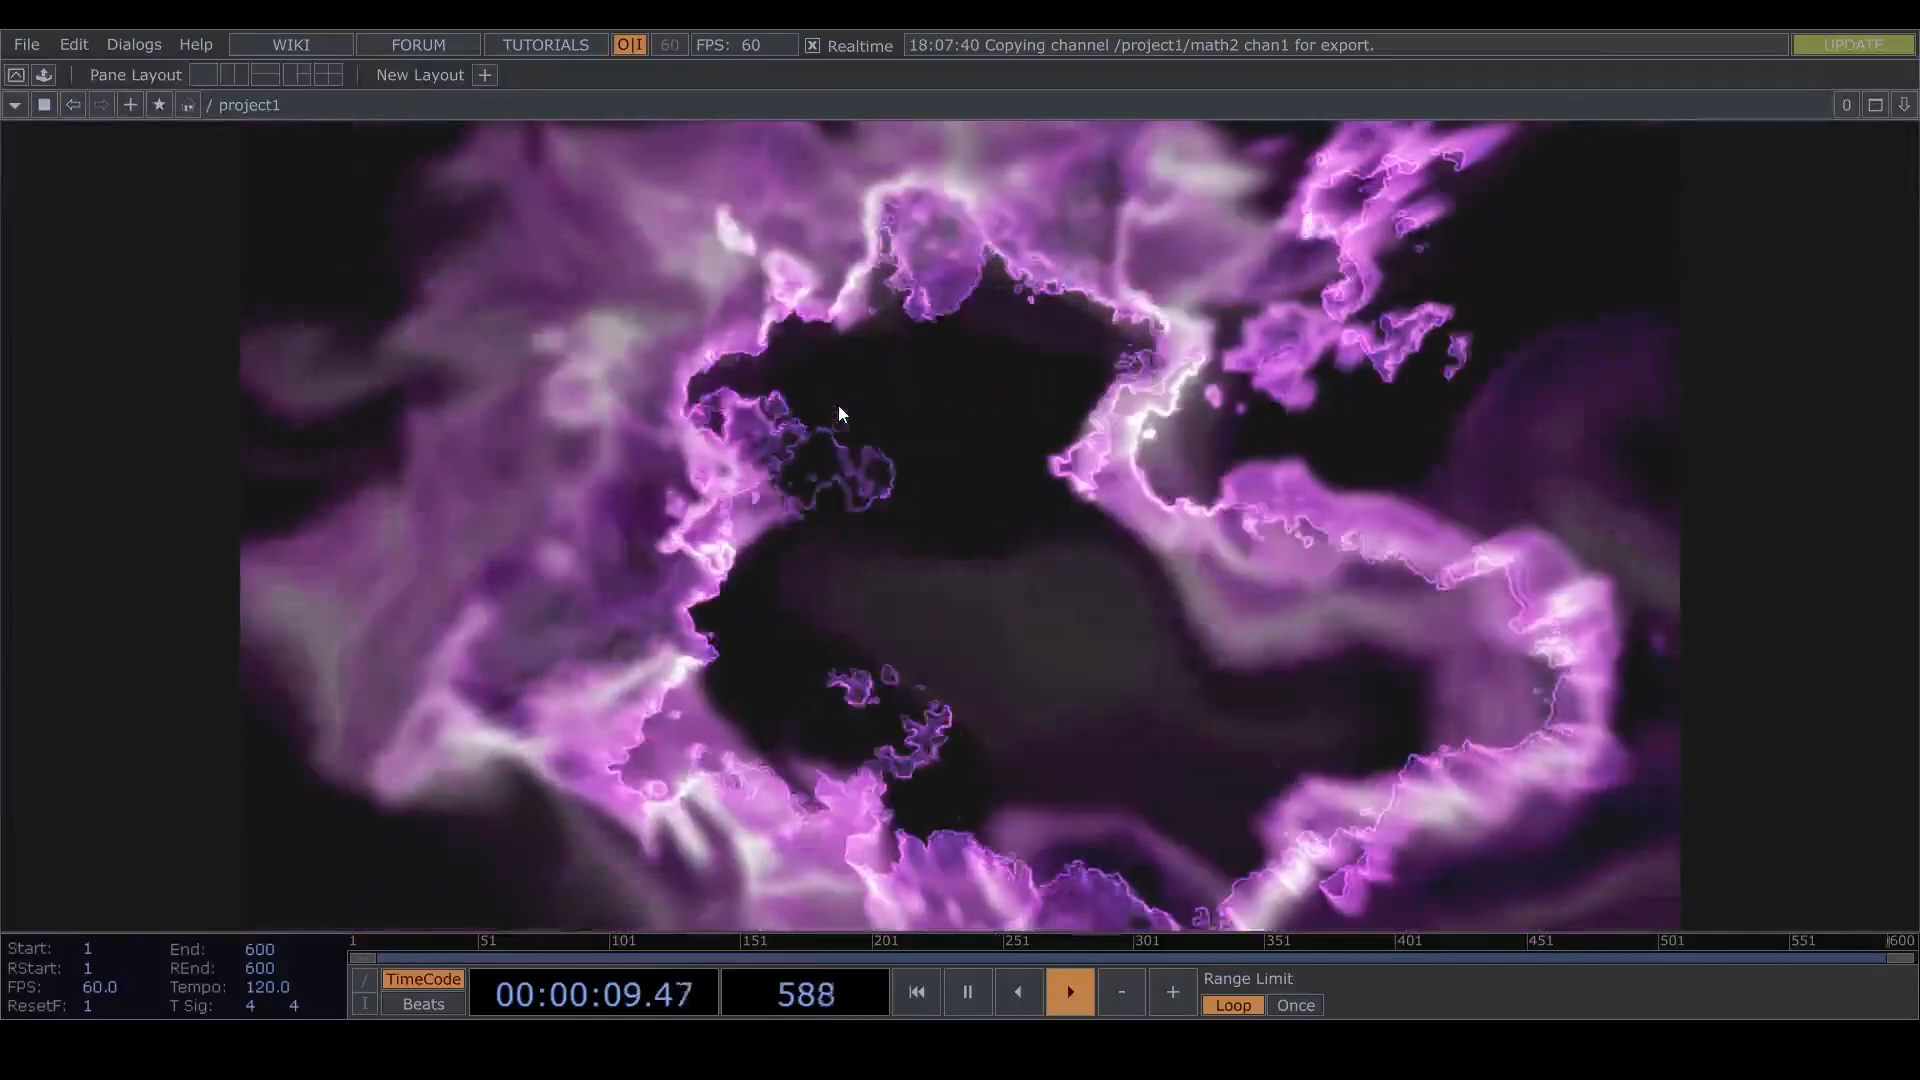 File Edit Dialogs Help WIKI FORUM TUTORIALS O|I 60 FPS: 60 Realtime 18:07:40 Copying channel /project1/math2 chan1 for export. UPDATE
Pane Layout New Layout +
/ project1 0
1 51 101 151 201 251 301 351 401 451 501 551 600
Start: 1 End: 600
RStart: 1 REnd: 600
FPS: 60.0 Tempo: 120.0
ResetF: 1 T Sig: 4 4
TimeCode
Beats
00:00:09.47 588
- +
Range Limit
Loop Once